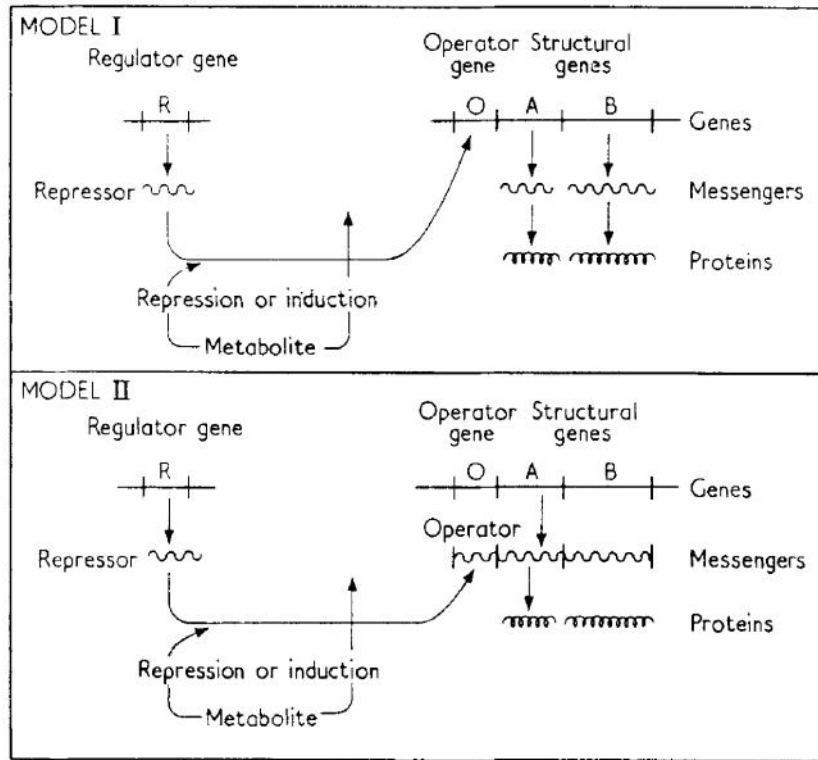 MODEL I
Regulator gene
Operator gene
Structural genes
R
O A B
Genes
Repressor
Messengers
Proteins
Repression or induction
Metabolite
MODEL II
Regulator gene
Operator gene
Structural genes
R
O A B
Genes
Operator
Repressor
Messengers
Proteins
Repression or induction
Metabolite